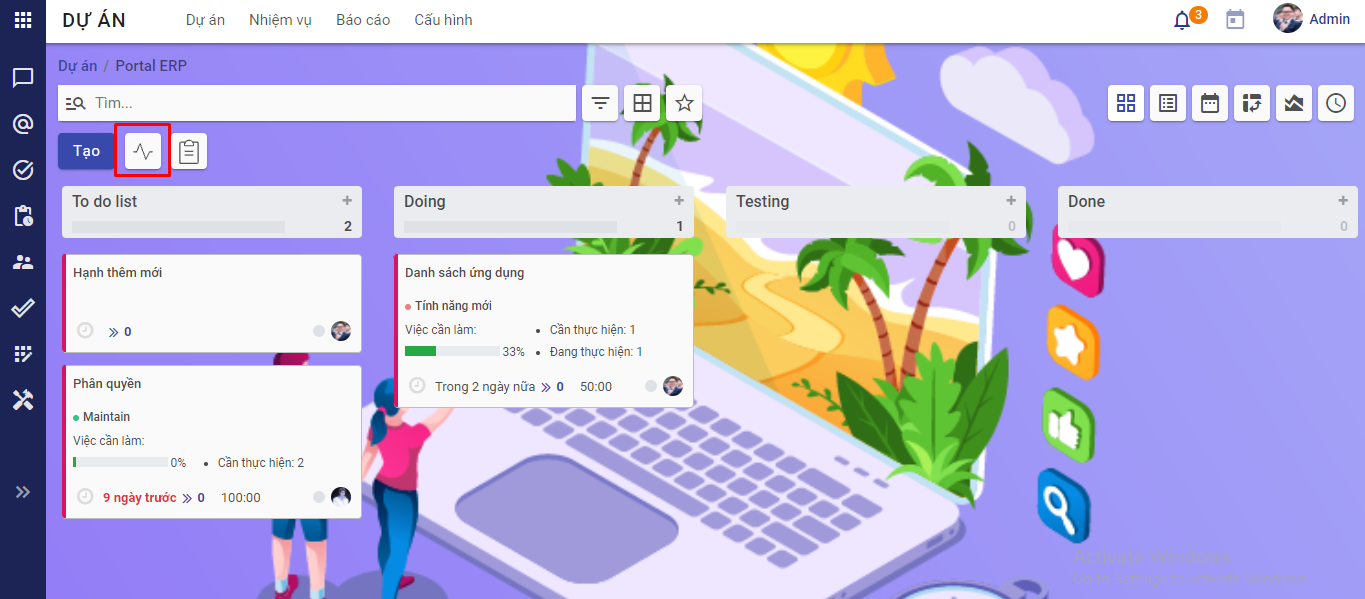 DỰ ÁN Dự án Nhiệm vụ Báo cáo Cấu hình 3 Admin
Dự án / Portal ERP
Tìm...
Tạo
To do list +
2
Doing +
1
Testing +
0
Done +
0
Hạnh thêm mới
0
Phân quyền
Maintain
Việc cần làm:
0% • Cần thực hiện: 2
9 ngày trước 0 100:00
Danh sách ứng dụng
Tính năng mới
Việc cần làm: • Cần thực hiện: 1
33% • Đang thực hiện: 1
Trong 2 ngày nữa 0 50:00
Activate Windows
Go to Settings to activate Windows.